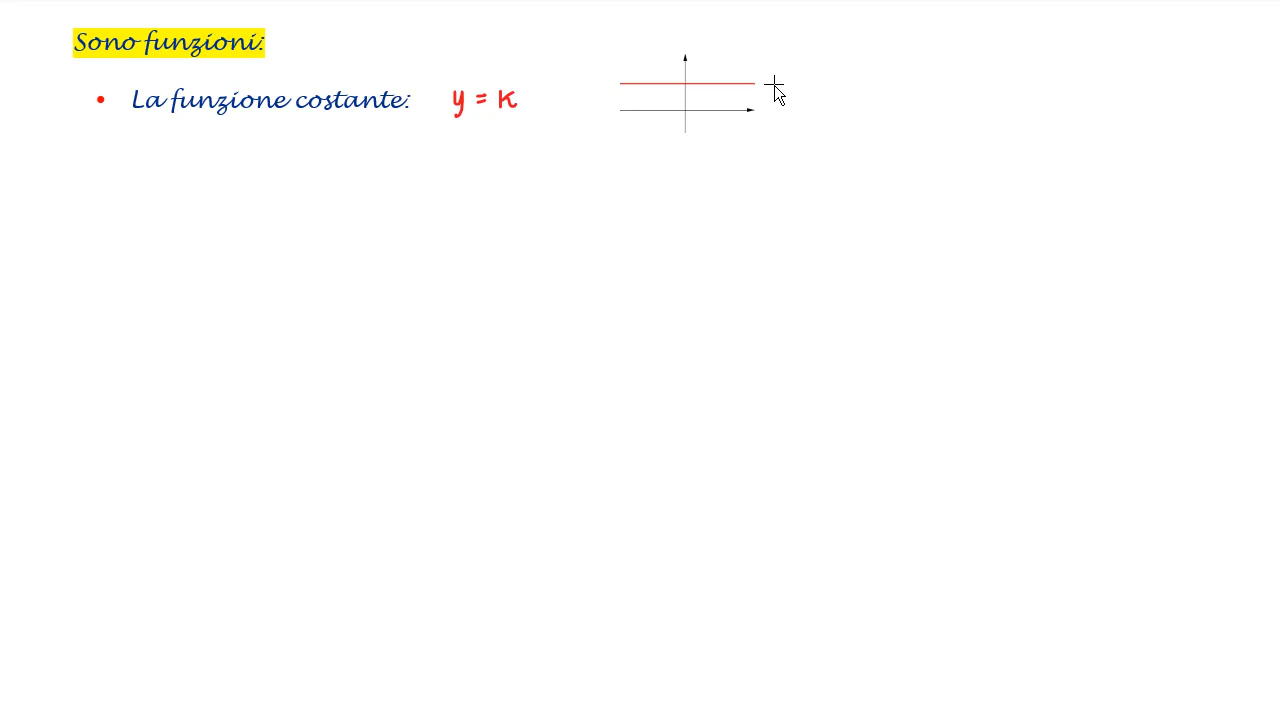 Sono funzioni:
• La funzione costante: y = K